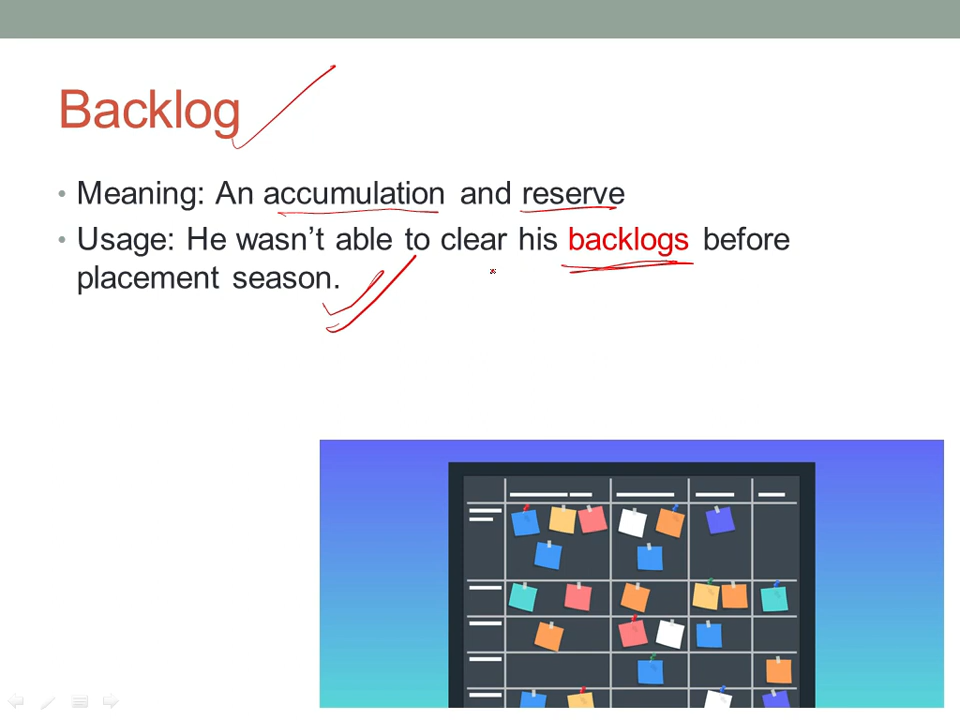 Backlog
• Meaning: An accumulation and reserve
• Usage: He wasn’t able to clear his backlogs before
placement season.